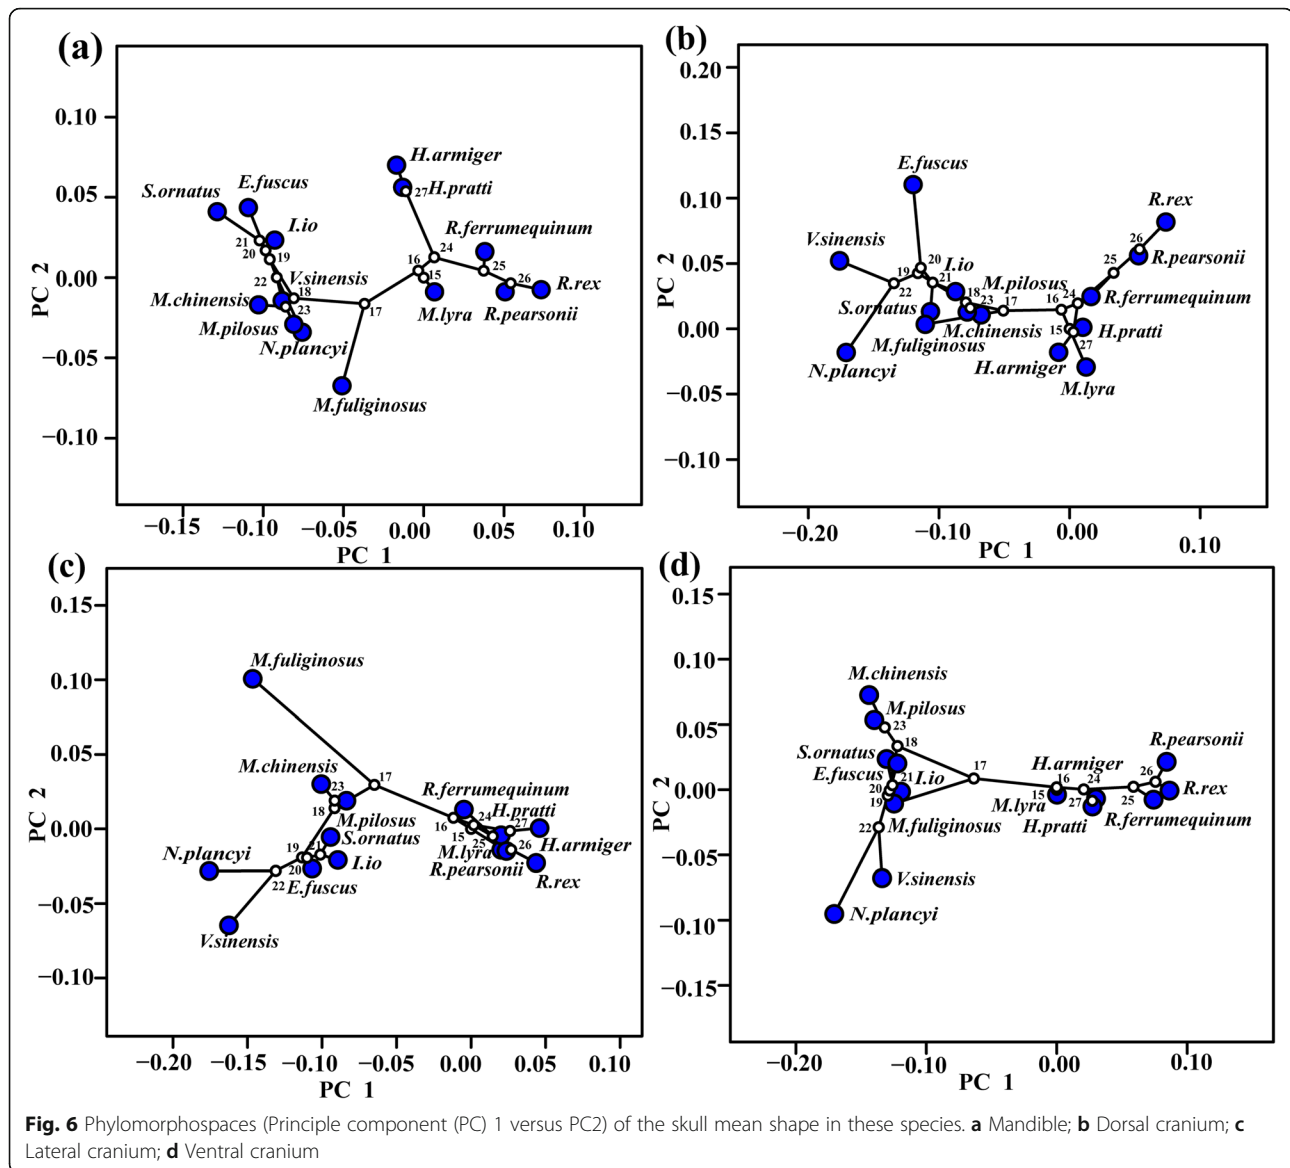 (a)
0.10
0.05
0.00
−0.05
−0.10
PC 2
S.ornatus
E.fuscus
I.io
21
20
19
22
V.sinensis
18
M.chinensis
23
M.pilosus
N.plancyi
17
M.fuliginosus
H.armiger
27
H.pratti
R.ferrumequinum
24
16
15
25
26
R.rex
M.lyra
R.pearsonii
−0.15
−0.10
−0.05
0.00
0.05
0.10
PC 1
(b)
0.20
0.15
0.10
0.05
0.00
−0.05
−0.10
PC 2
E.fuscus
R.rex
V.sinensis
26
R.pearsonii
20
I.io
25
19
21
22
M.pilosus
18
23
17
16
24
R.ferrumequinum
S.ornatus
M.chinensis
15
H.pratti
M.fuliginosus
27
N.plancyi
H.armiger
M.lyra
−0.20
−0.10
0.00
0.10
PC 1
(c)
0.15
0.10
0.05
0.00
−0.05
−0.10
PC 2
M.fuliginosus
M.chinensis
17
23
18
M.pilosus
R.ferrumequinum
24
H.pratti
16
27
15
S.ornatus
H.armiger
25
N.plancyi
19
21
M.lyra
26
20
I.io
R.pearsonii
22
E.fuscus
R.rex
V.sinensis
−0.20
−0.15
−0.10
−0.05
0.00
0.05
0.10
PC 1
(d)
0.15
0.10
0.05
0.00
−0.05
−0.10
−0.15
PC 2
M.chinensis
M.pilosus
23
18
S.ornatus
17
E.fuscus
21
I.io
20
19
22
M.fuliginosus
V.sinensis
N.plancyi
H.armiger
R.pearsonii
16
24
26
15
M.lyra
27
25
R.rex
H.pratti
R.ferrumequinum
−0.20
−0.10
0.00
0.10
PC 1
Fig. 6 Phylomorphospaces (Principle component (PC) 1 versus PC2) of the skull mean shape in these species. a Mandible; b Dorsal cranium; c
Lateral cranium; d Ventral cranium